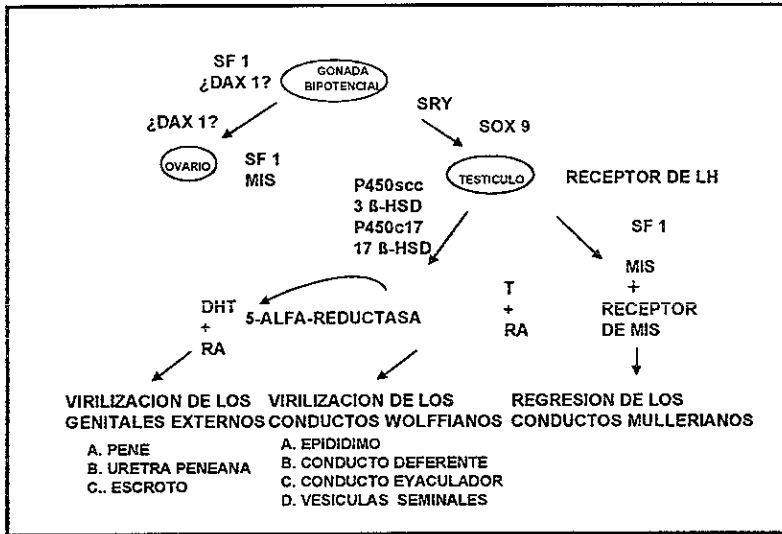 SF 1
¿DAX 1?
GONADA
BIPOTENCIAL
SRY
SOX 9
¿DAX 1?
OVARIO
SF 1
MIS
TESTICULO
RECEPTOR DE LH
P450scc
3 ß-HSD
P450c17
17 ß-HSD
SF 1
MIS
+
RECEPTOR
DE MIS
T
+
RA
DHT
+
RA
5-ALFA-REDUCTASA
VIRILIZACION DE LOS
GENITALES EXTERNOS
A. PENE
B. URETRA PENEANA
C.. ESCROTO
VIRILIZACION DE LOS
CONDUCTOS WOLFFIANOS
A. EPIDIDIMO
B. CONDUCTO DEFERENTE
C. CONDUCTO EYACULADOR
D. VESICULAS SEMINALES
REGRESION DE LOS
CONDUCTOS MULLERIANOS